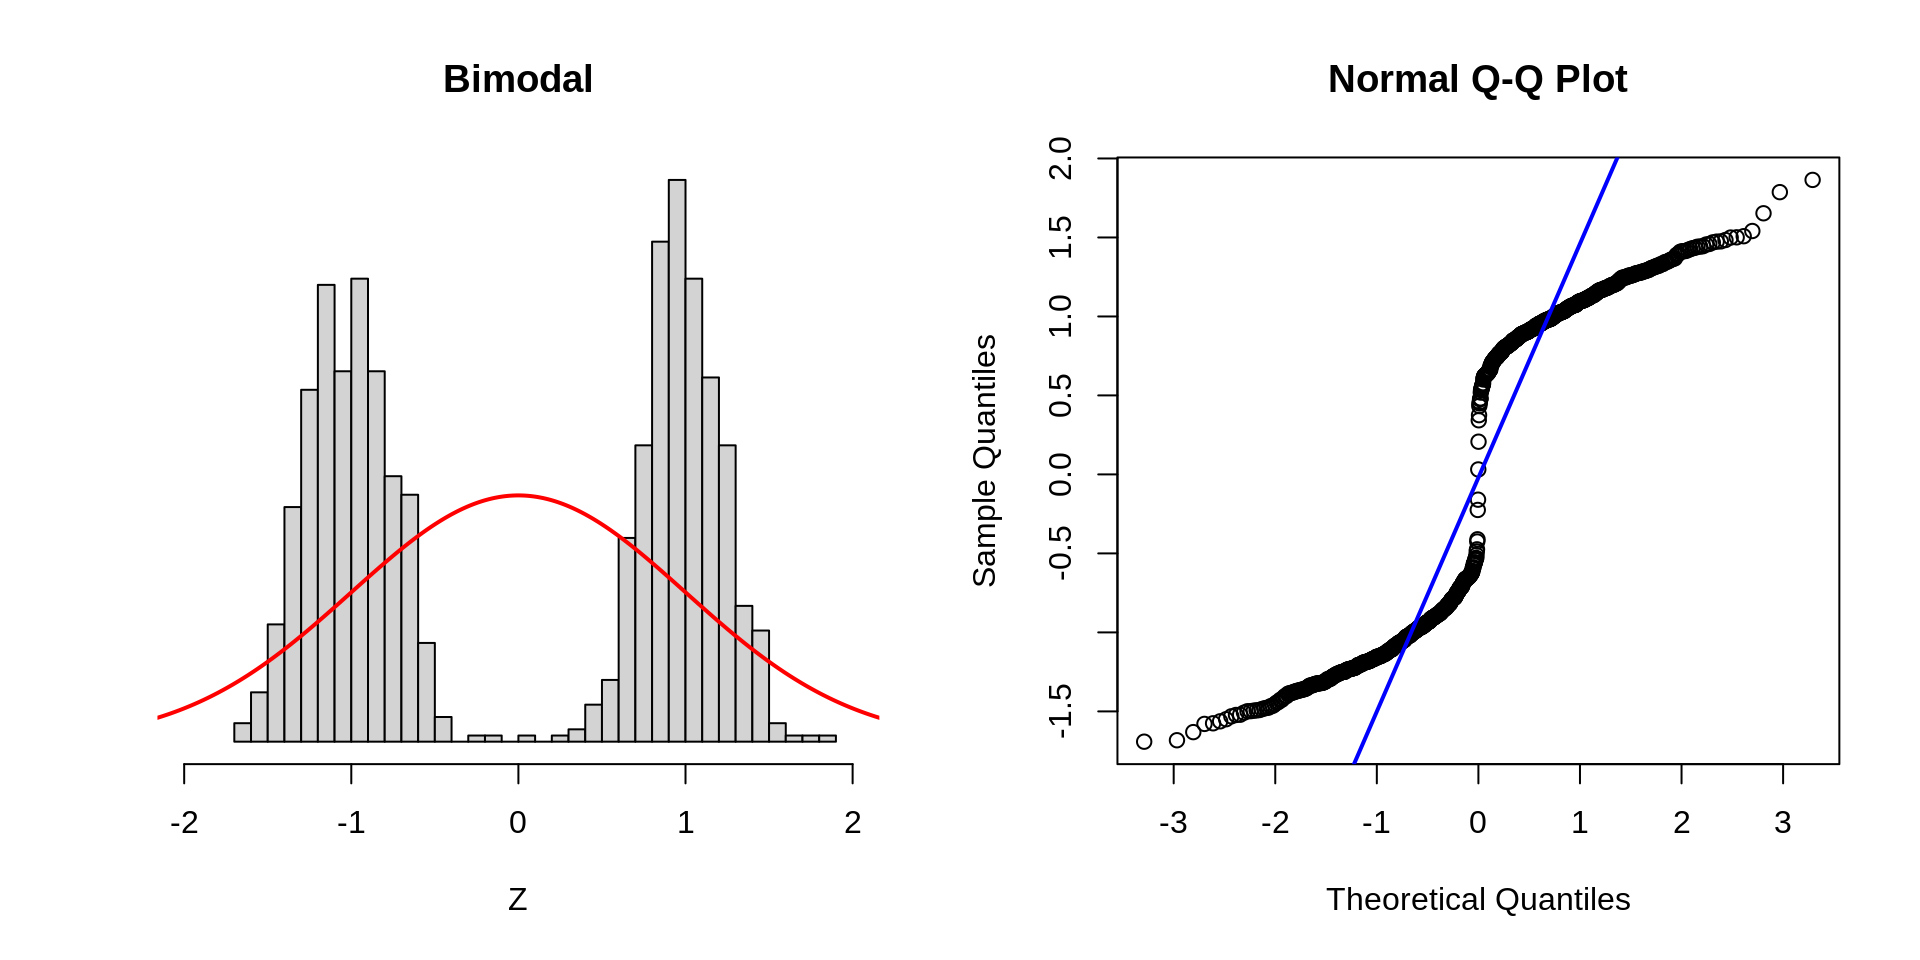 Bimodal
-2 -1 0 1 2
Z
Normal Q-Q Plot
Sample Quantiles
-1.5 -0.5 0.0 0.5 1.0 1.5 2.0
-3 -2 -1 0 1 2 3
Theoretical Quantiles